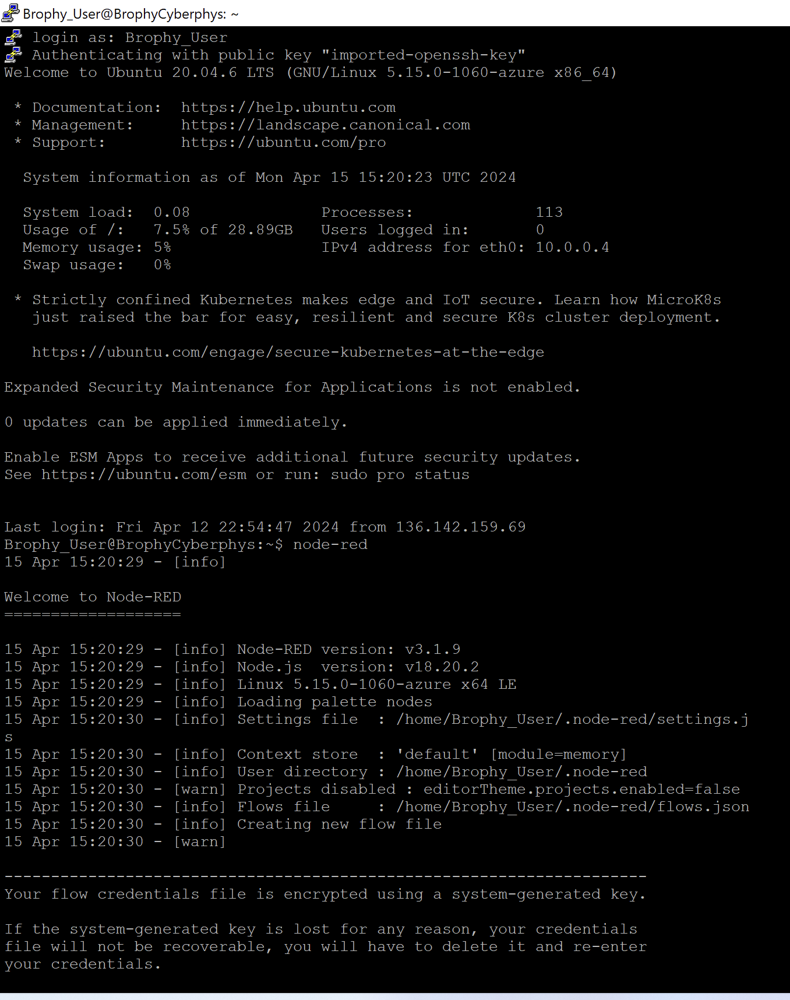 Brophy_User@BrophyCyberphys: ~
login as: Brophy_User
Authenticating with public key "imported-openssh-key"
Welcome to Ubuntu 20.04.6 LTS (GNU/Linux 5.15.0-1060-azure x86_64)
* Documentation:  https://help.ubuntu.com
* Management:     https://landscape.canonical.com
* Support:        https://ubuntu.com/pro
System information as of Mon Apr 15 15:20:23 UTC 2024
System load:  0.08              Processes:             113
Usage of /:   7.5% of 28.89GB   Users logged in:       0
Memory usage: 5%                IPv4 address for eth0: 10.0.0.4
Swap usage:   0%
* Strictly confined Kubernetes makes edge and IoT secure. Learn how MicroK8s
just raised the bar for easy, resilient and secure K8s cluster deployment.
https://ubuntu.com/engage/secure-kubernetes-at-the-edge
Expanded Security Maintenance for Applications is not enabled.
0 updates can be applied immediately.
Enable ESM Apps to receive additional future security updates.
See https://ubuntu.com/esm or run: sudo pro status
Last login: Fri Apr 12 22:54:47 2024 from 136.142.159.69
Brophy_User@BrophyCyberphys:~$ node-red
15 Apr 15:20:29 - [info]
Welcome to Node-RED
===================
15 Apr 15:20:29 - [info] Node-RED version: v3.1.9
15 Apr 15:20:29 - [info] Node.js  version: v18.20.2
15 Apr 15:20:29 - [info] Linux 5.15.0-1060-azure x64 LE
15 Apr 15:20:29 - [info] Loading palette nodes
15 Apr 15:20:30 - [info] Settings file  : /home/Brophy_User/.node-red/settings.j
s
15 Apr 15:20:30 - [info] Context store  : 'default' [module=memory]
15 Apr 15:20:30 - [info] User directory : /home/Brophy_User/.node-red
15 Apr 15:20:30 - [warn] Projects disabled : editorTheme.projects.enabled=false
15 Apr 15:20:30 - [info] Flows file     : /home/Brophy_User/.node-red/flows.json
15 Apr 15:20:30 - [info] Creating new flow file
15 Apr 15:20:30 - [warn]
---------------------------------------------------------------------
Your flow credentials file is encrypted using a system-generated key.
If the system-generated key is lost for any reason, your credentials
file will not be recoverable, you will have to delete it and re-enter
your credentials.